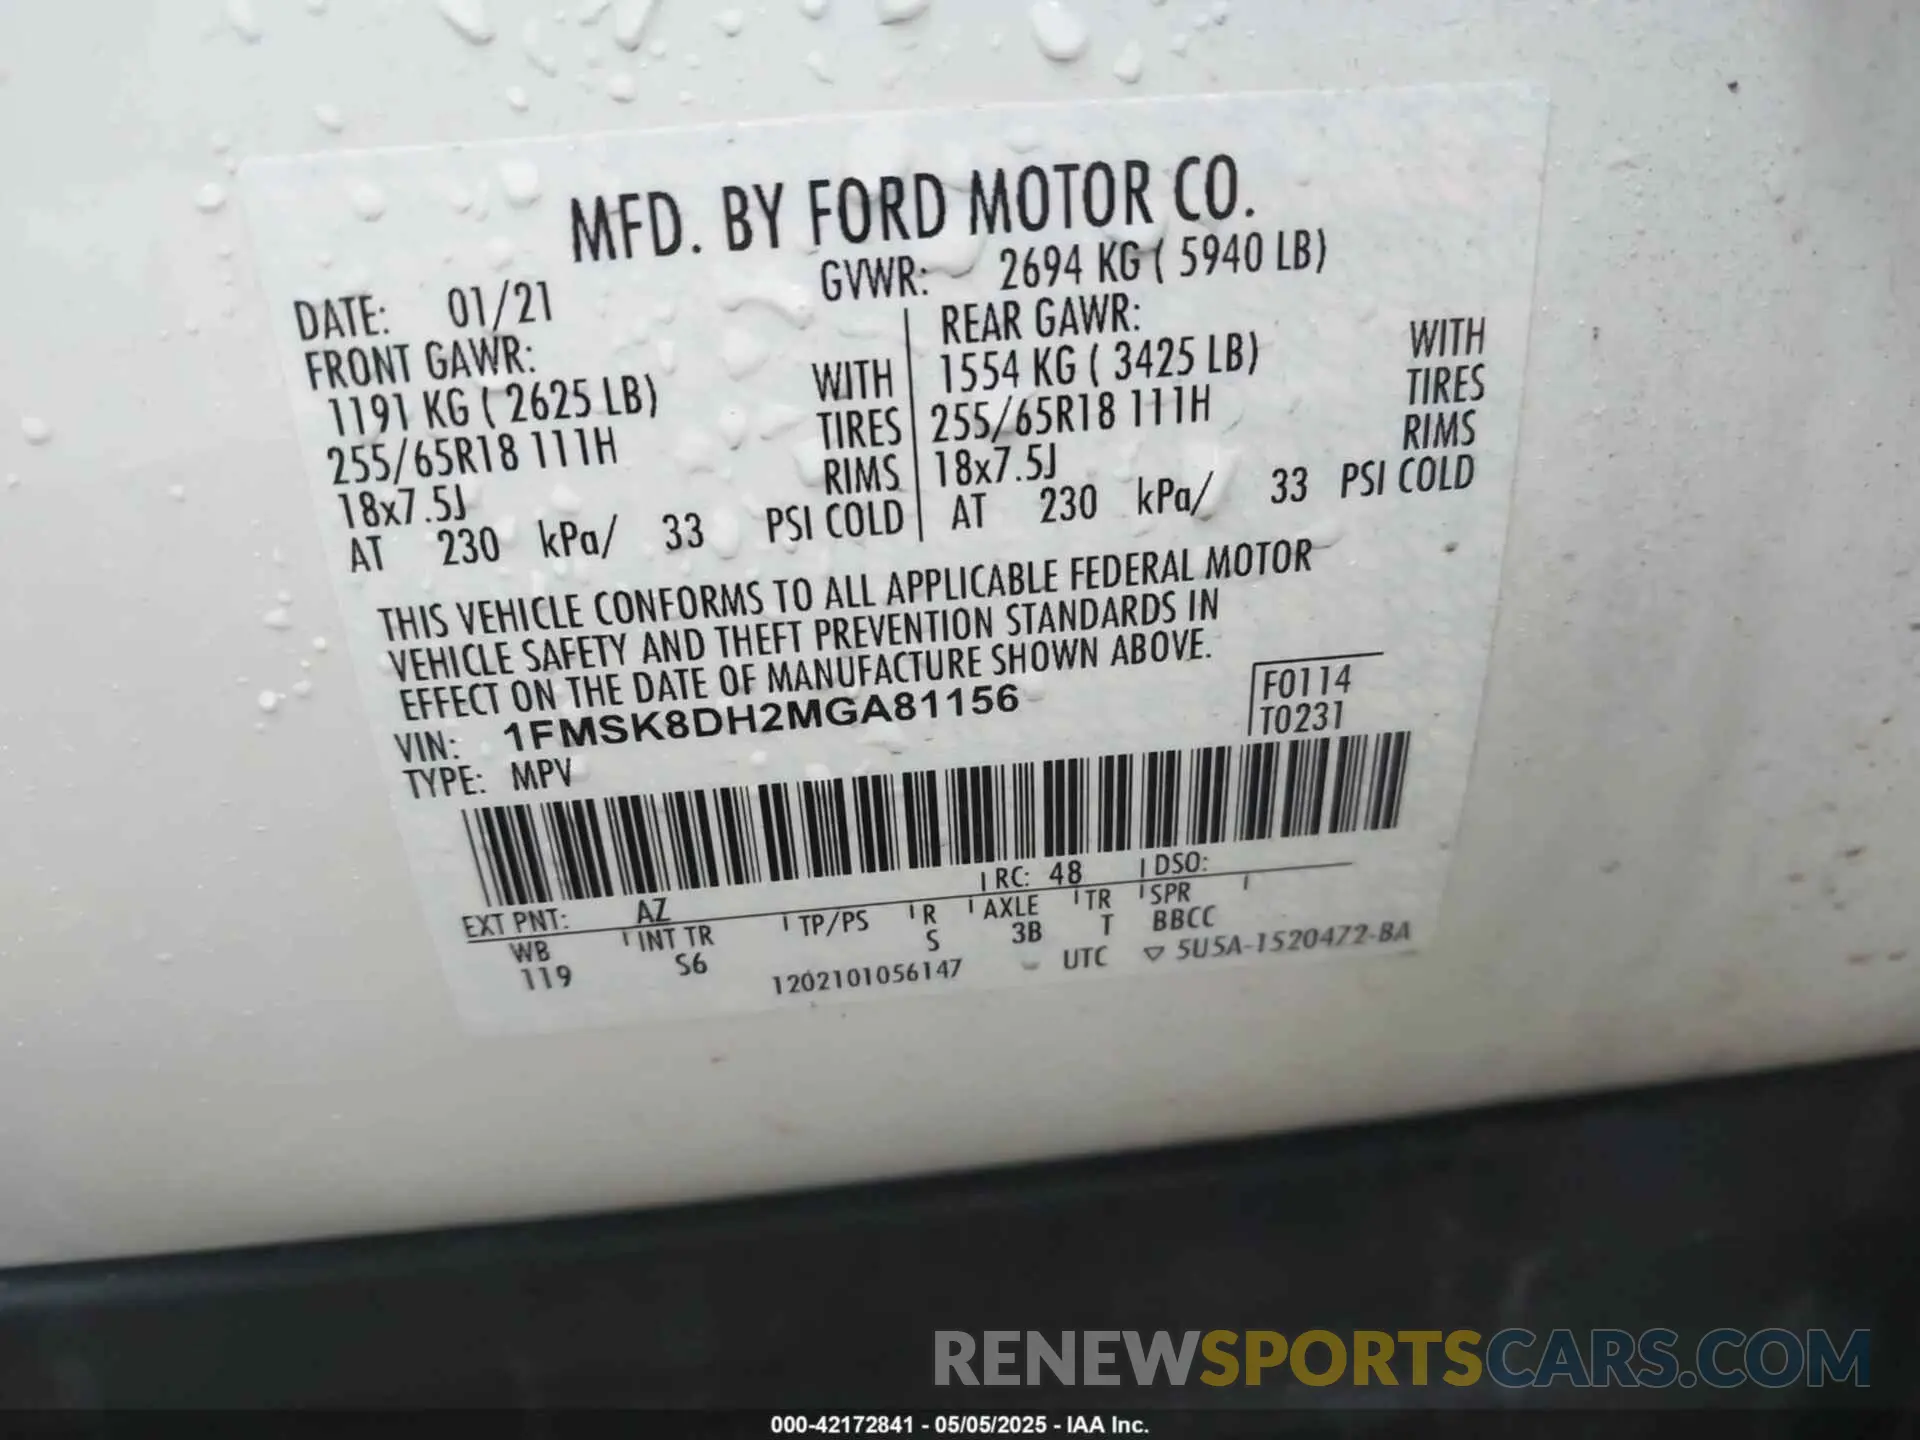 MFD. BY FORD MOTOR CO.
DATE: 01/21 GVWR: 2694 KG ( 5940 LB)
FRONT GAWR: REAR GAWR:
1191 KG ( 2625 LB) WITH 1554 KG ( 3425 LB) WITH
255/65R18 111H TIRES 255/65R18 111H TIRES
18x7.5J RIMS 18x7.5J RIMS
AT 230 kPa/ 33 PSI COLD AT 230 kPa/ 33 PSI COLD
THIS VEHICLE CONFORMS TO ALL APPLICABLE FEDERAL MOTOR
VEHICLE SAFETY AND THEFT PREVENTION STANDARDS IN
EFFECT ON THE DATE OF MANUFACTURE SHOWN ABOVE.
VIN: 1FMSK8DH2MGA81156 F0114
TYPE: MPV T0231
EXT PNT: AZ RC: 48 DSO:
WB INT TR TP/PS R AXLE TR SPR
119 S6 S 3B T BBCC
1202101056147 UTC ▽ 5U5A-1520472-BA
RENEWSPORTSCARS.COM
000-42172841 - 05/05/2025 - IAA Inc.